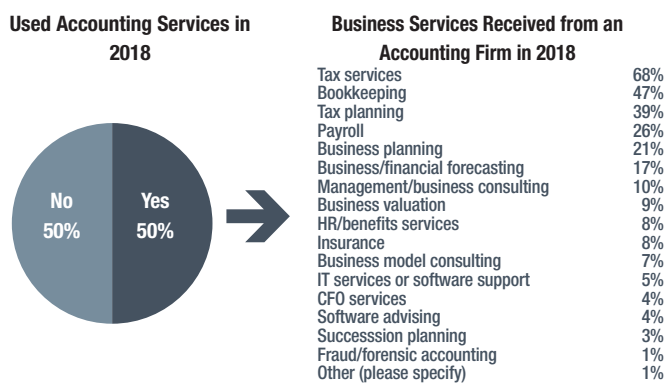 Used Accounting Services in
2018
No
50%
Yes
50%
Business Services Received from an
Accounting Firm in 2018
Tax services 68%
Bookkeeping 47%
Tax planning 39%
Payroll 26%
Business planning 21%
Business/financial forecasting 17%
Management/business consulting 10%
Business valuation 9%
HR/benefits services 8%
Insurance 8%
Business model consulting 7%
IT services or software support 5%
CFO services 4%
Software advising 4%
Successsion planning 3%
Fraud/forensic accounting 1%
Other (please specify) 1%